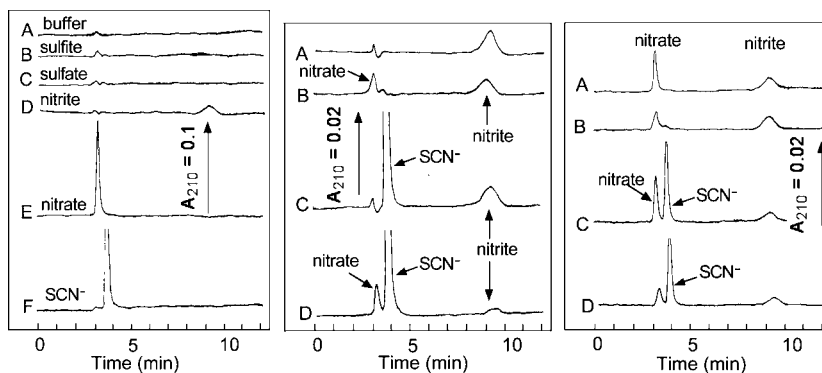 A buffer
B sulfite
C sulfate
D nitrite
A₂₁₀ = 0.1
E nitrate
SCN⁻
F
0 5 10
Time (min)
A
nitrate
B
A₂₁₀ = 0.02
nitrite
SCN⁻
C
nitrite
nitrate
SCN⁻
D
0 5 10
Time (min)
nitrate nitrite
A
B
A₂₁₀ = 0.02
nitrate
SCN⁻
C
SCN⁻
D
0 5 10
Time (min)